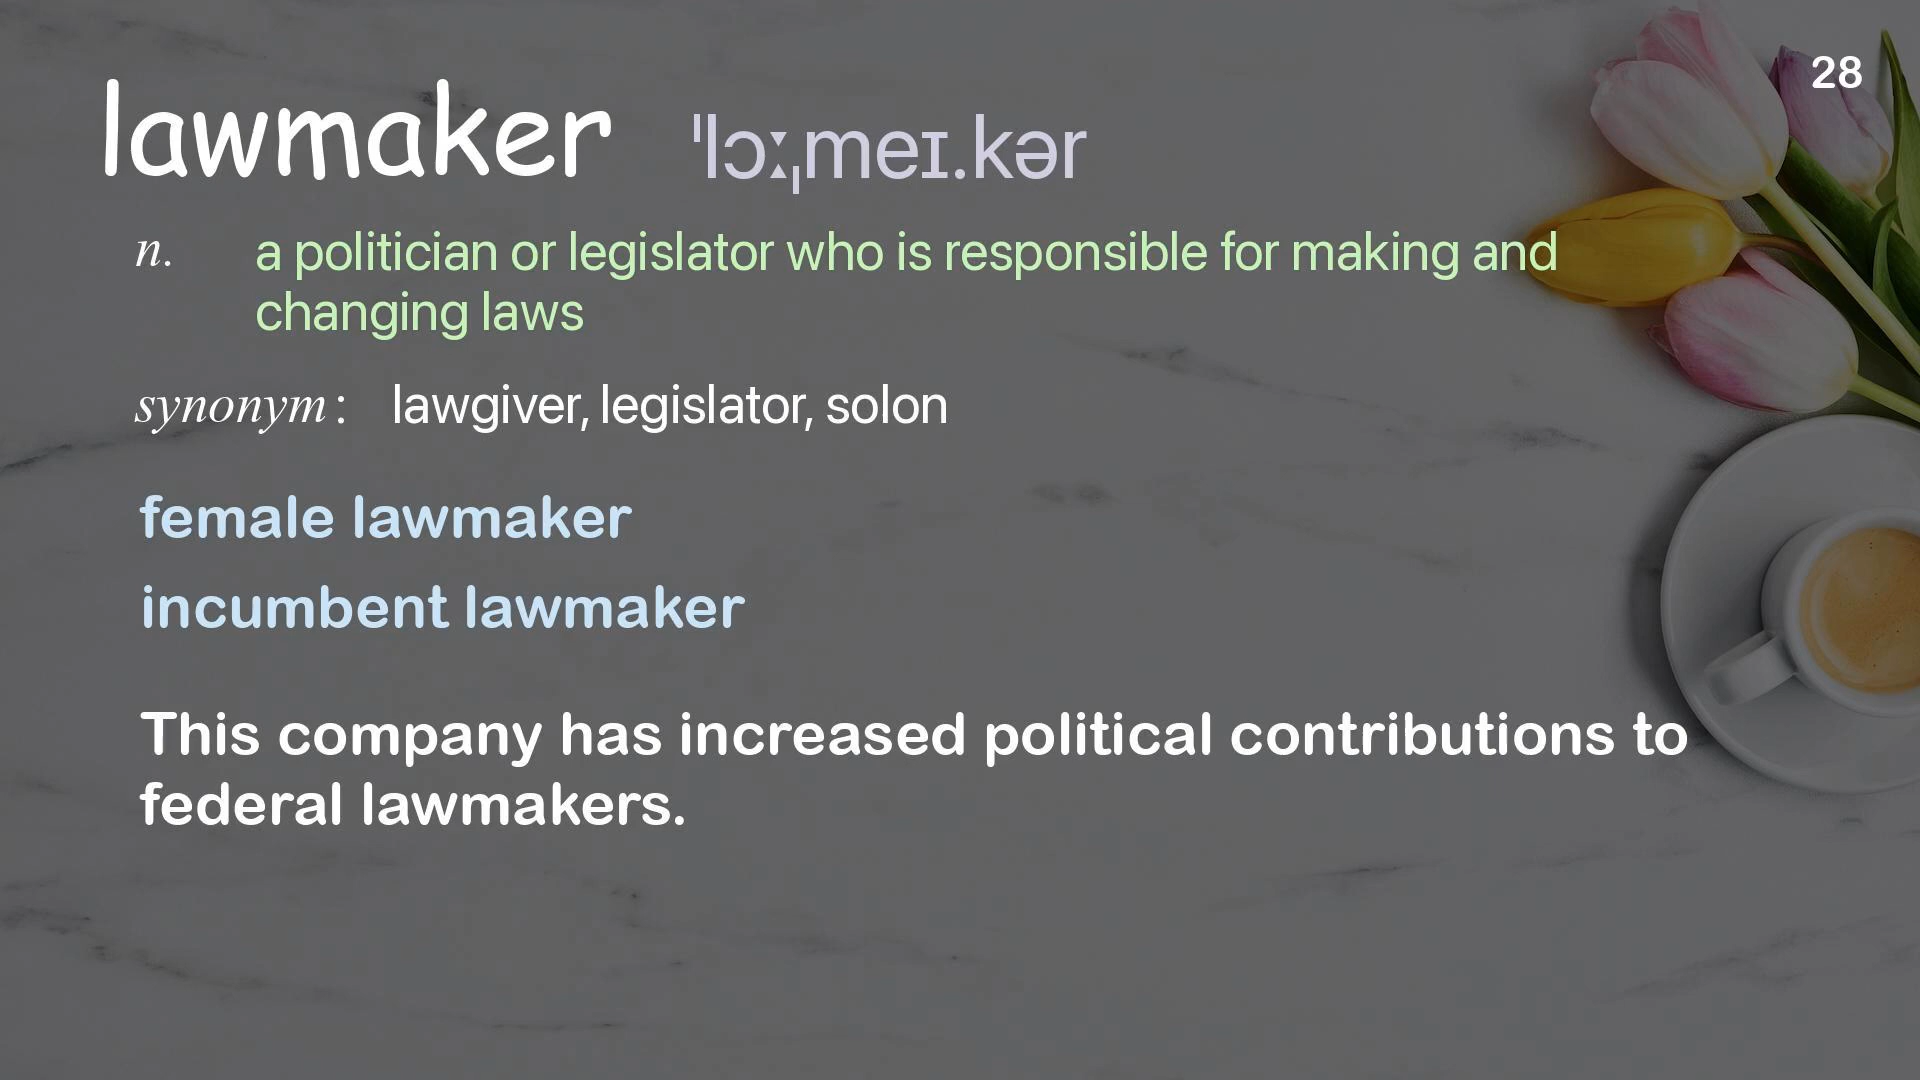 28
lawmaker ˈlɔːˌmeɪ.kər
n. a politician or legislator who is responsible for making and
changing laws
synonym: lawgiver, legislator, solon
female lawmaker
incumbent lawmaker
This company has increased political contributions to
federal lawmakers.